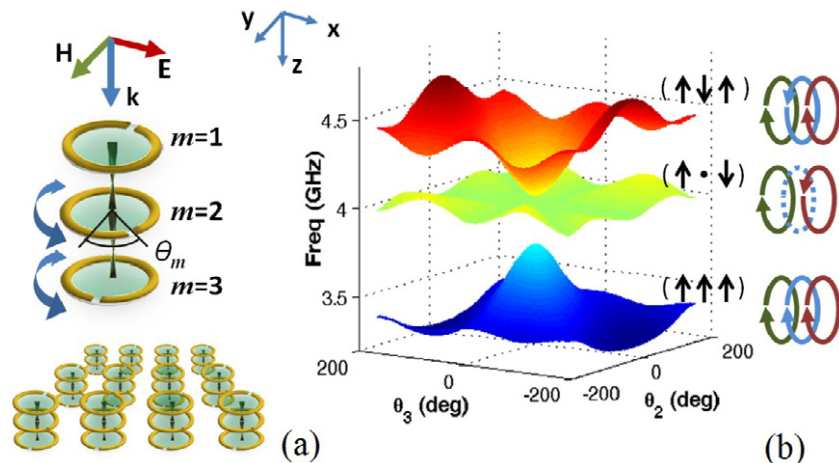 H
E
k
m=1
m=2
θm
m=3
(a)
y
x
z
Freq (GHz)
4.5
4
3.5
200
0
-200
θ3 (deg)
-200
0
200
θ2 (deg)
(↑↓↑)
(↑·↓)
(↑↑↑)
(b)